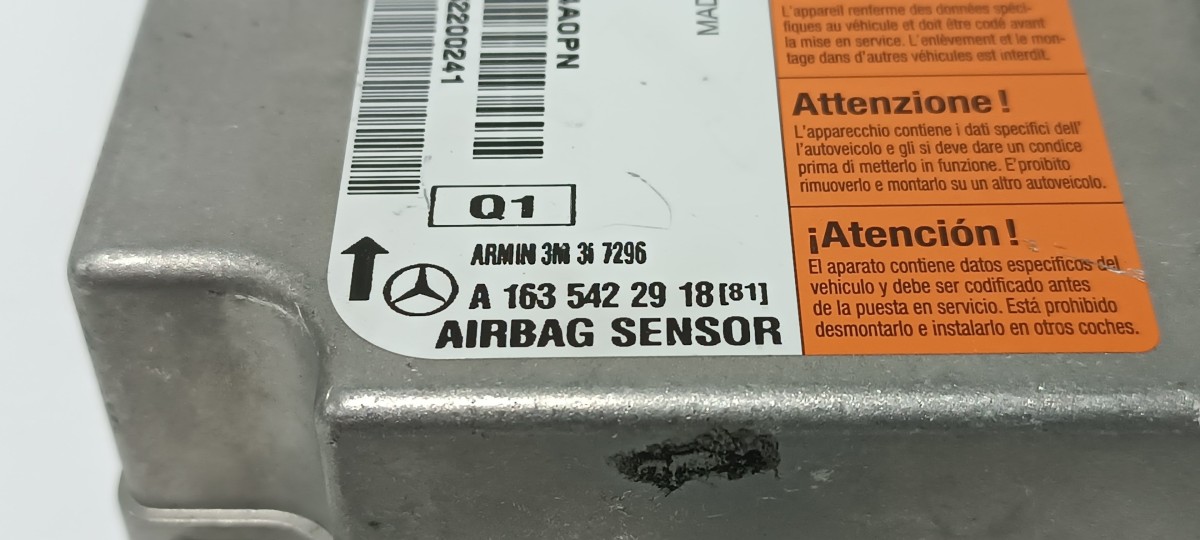 22200241
4A0PN
MAD
Q1
ARMIN 3M 3i 7296
A 163 542 29 18 [81]
AIRBAG SENSOR
L'appareil renferme des données spéci-
fiques au véhicule et doit être codé avant
la mise en service. L'enlèvement et le mon-
tage dans d'autres véhicules est interdit.
Attenzione !
L'apparecchio contiene i dati specifici dell'
l'autoveicolo e gli si deve dare un condice
prima di metterlo in funzione. E'proibito
rimuoverlo e montarlo su un altro autoveicolo.
¡Atención !
El aparato contiene datos específicos del
vehículo y debe ser codificado antes
de la puesta en servicio. Está prohibido
desmontarlo e instalarlo en otros coches.